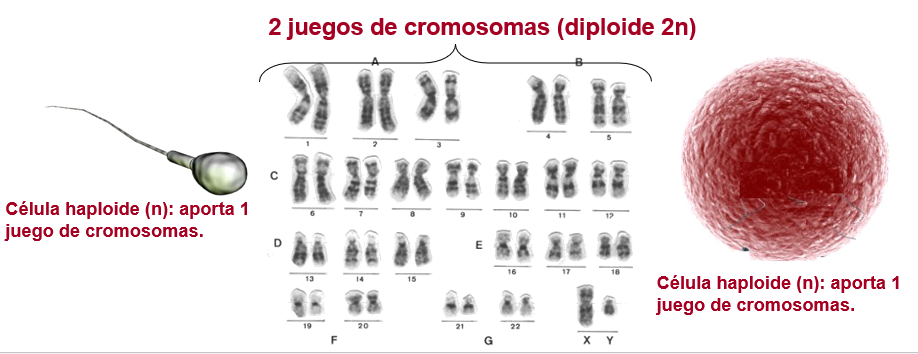 2 juegos de cromosomas (diploide 2n)
A B
1 2 3 4 5
C
6 7 8 9 10 11 12
Célula haploide (n): aporta 1
juego de cromosomas.
D E
13 14 15 16 17 18
Célula haploide (n): aporta 1
juego de cromosomas.
19 20 21 22
F G X Y